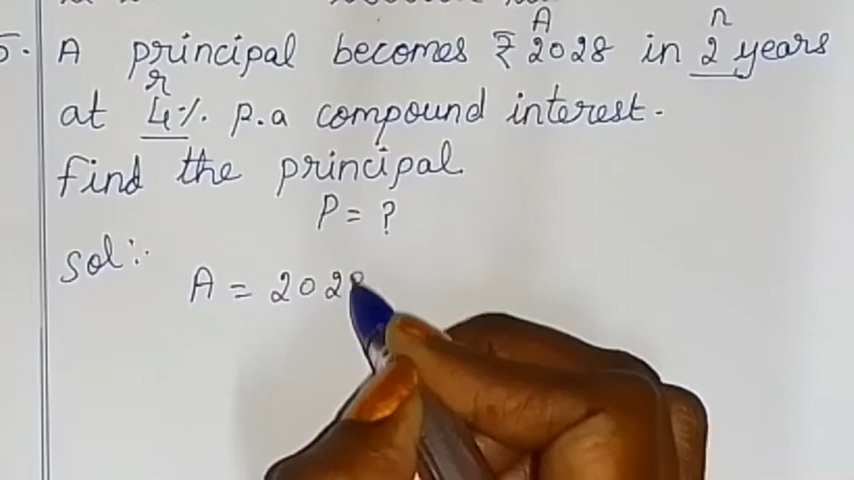 A n
5. A principal becomes ₹ 2028 in 2 years
r
at 4% p.a compound interest.
find the principal.
P = ?
Sol:-
A = 2028